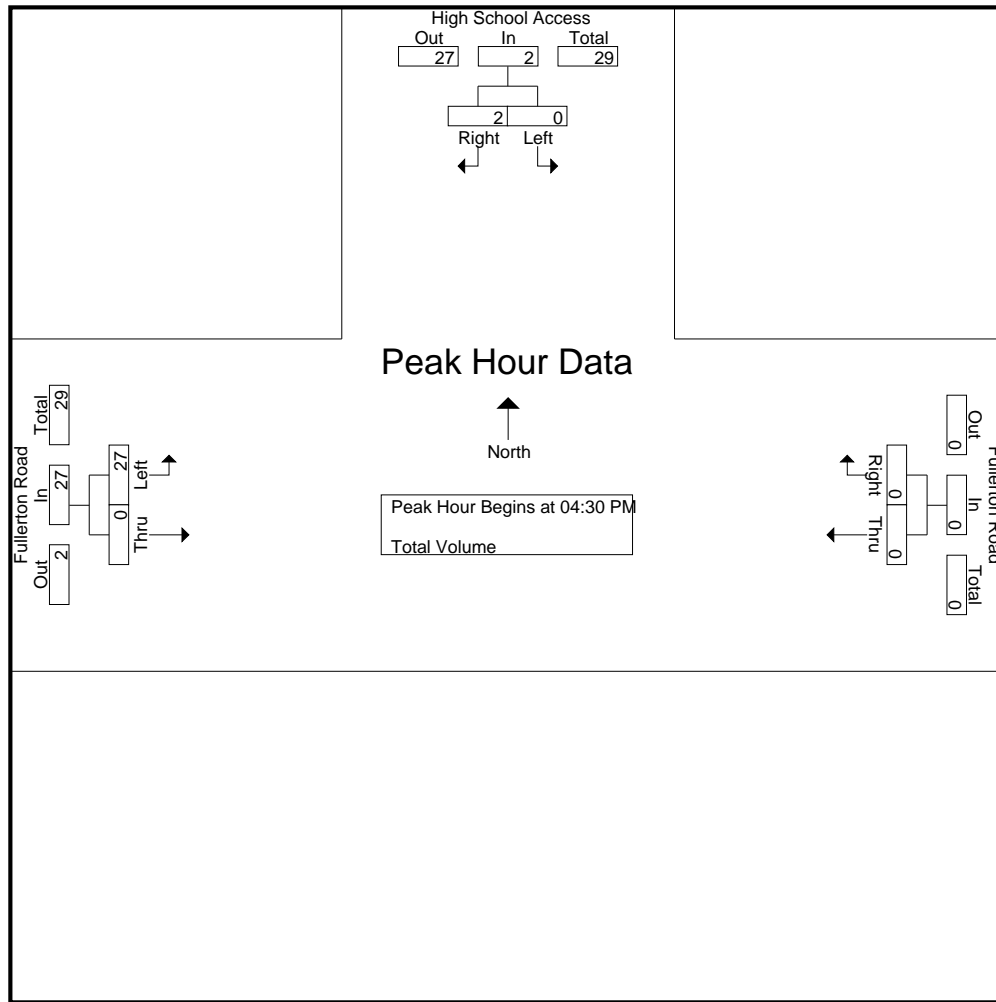 High School Access
Out In Total
27 2 29
2 0
Right Left
Peak Hour Data
North
Peak Hour Begins at 04:30 PM
Total Volume
Fullerton Road
Out In Total
2 27 29
0 27
Thru Left
Fullerton Road
Out In Total
0 0 0
0 0
Right Thru